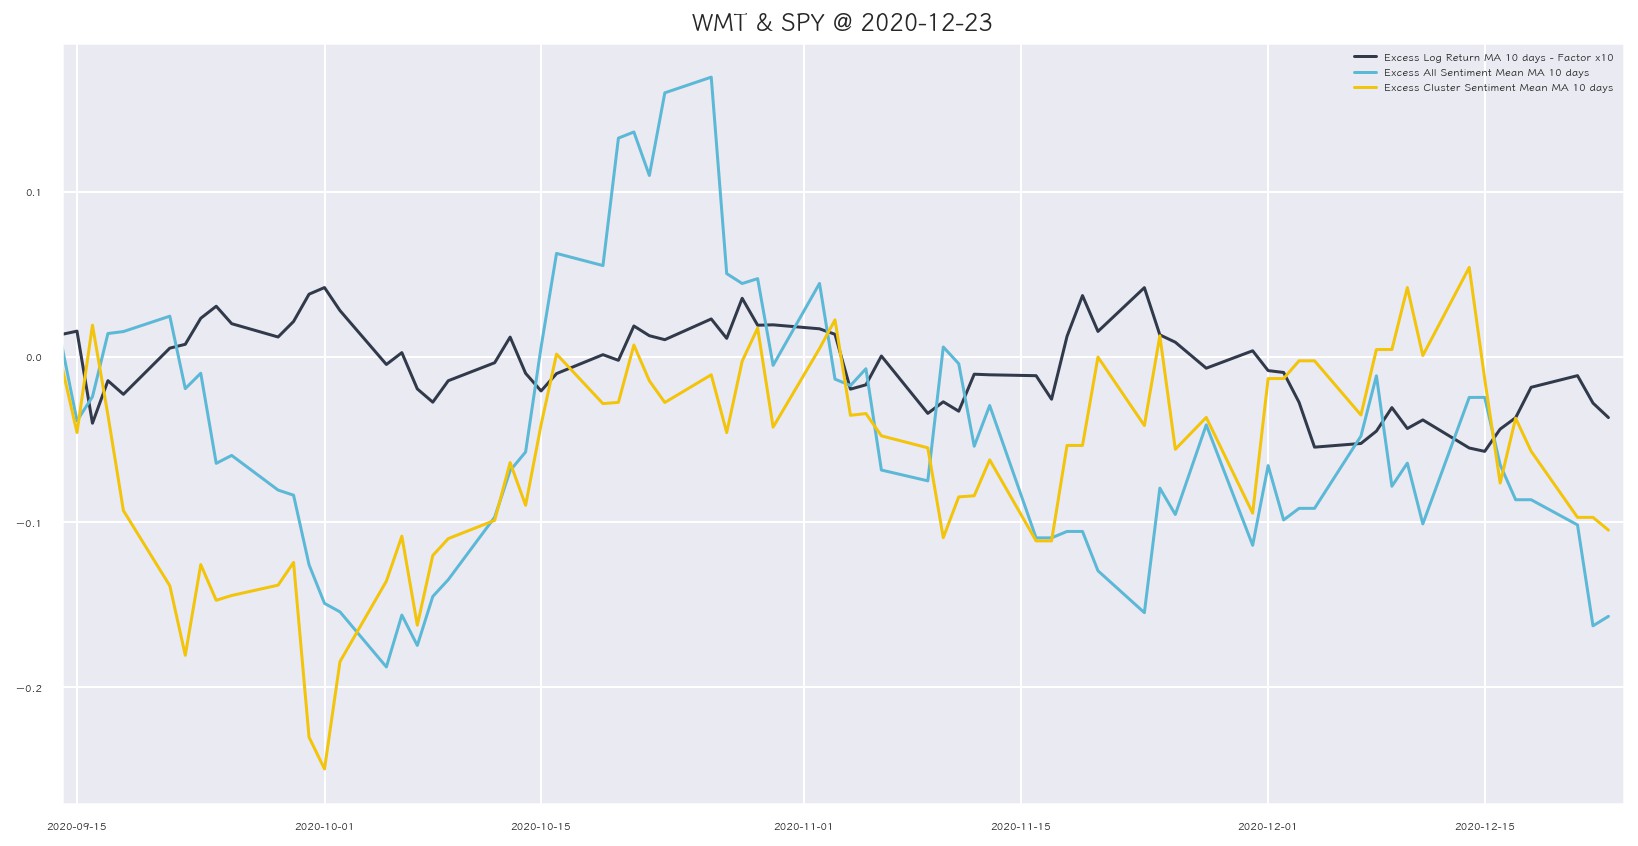 WMT & SPY @ 2020-12-23
Excess Log Return MA 10 days - Factor x10
Excess All Sentiment Mean MA 10 days
Excess Cluster Sentiment Mean MA 10 days
0.1
0.0
−0.1
−0.2
2020-09-15 2020-10-01 2020-10-15 2020-11-01 2020-11-15 2020-12-01 2020-12-15